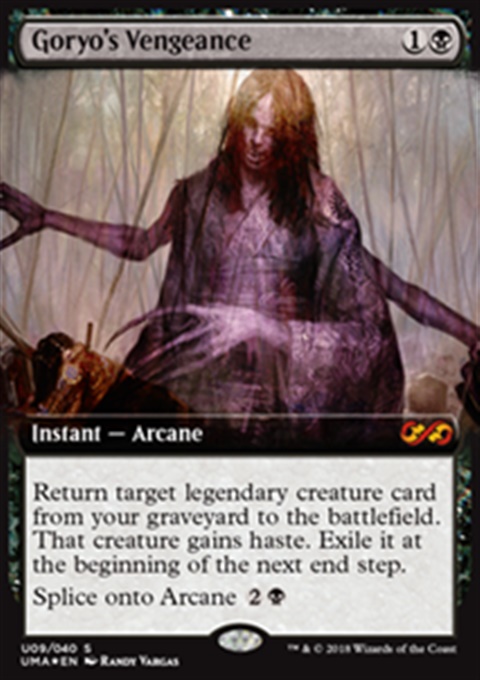 Goryo's Vengeance 1
Instant — Arcane
Return target legendary creature card
from your graveyard to the battlefield.
That creature gains haste. Exile it at
the beginning of the next end step.
Splice onto Arcane 2
U09/040 S
™ & © 2018 Wizards of the Coast
UMA★EN Randy Vargas